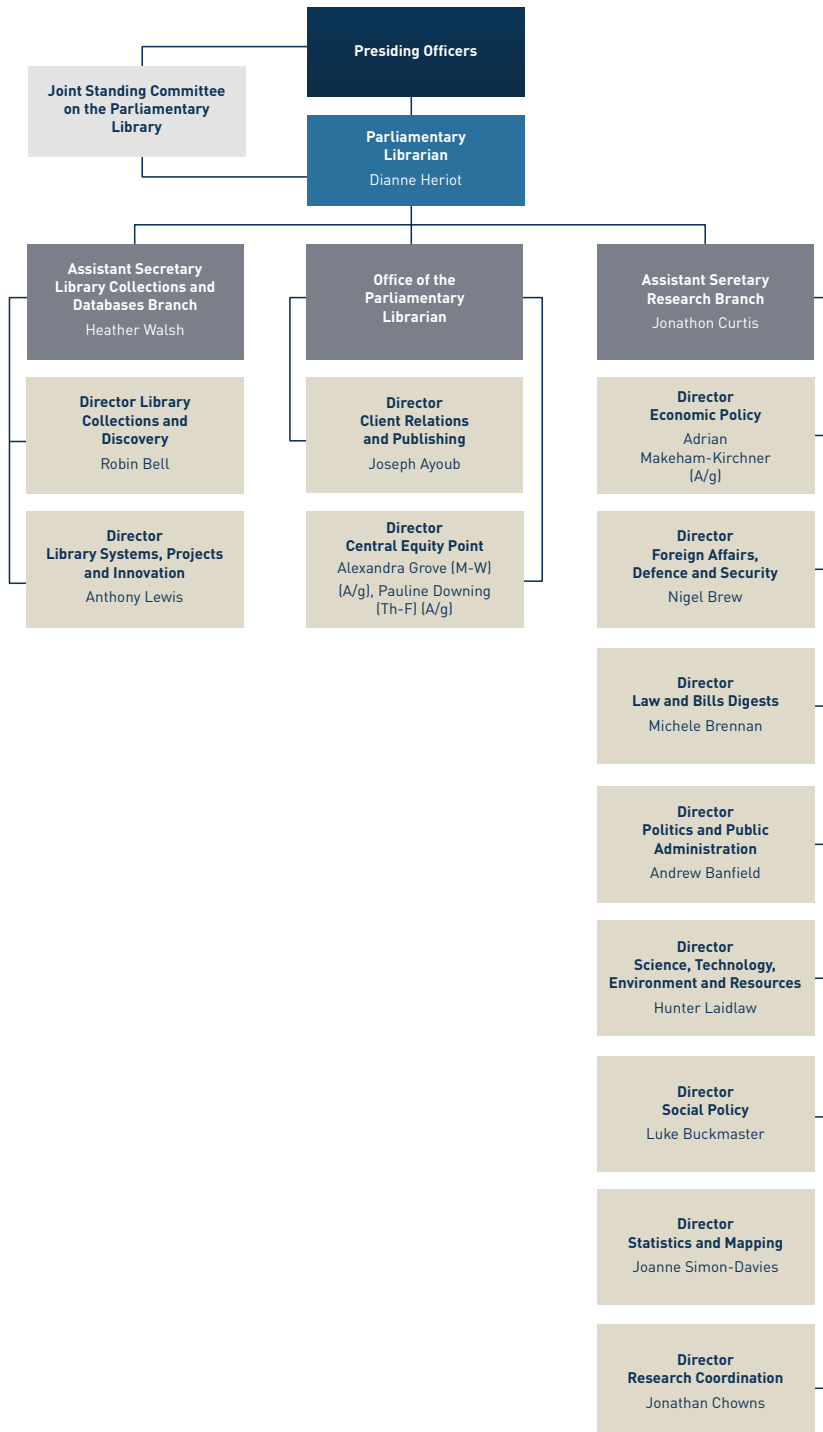 Presiding Officers
Joint Standing Committee
on the Parliamentary
Library
Parliamentary
Librarian
Dianne Heriot
Assistant Secretary
Library Collections and
Databases Branch
Heather Walsh
Office of the
Parliamentary
Librarian
Assistant Seretary
Research Branch
Jonathon Curtis
Director Library
Collections and
Discovery
Robin Bell
Director
Client Relations
and Publishing
Joseph Ayoub
Director
Economic Policy
Adrian
Makeham-Kirchner
(A/g)
Director
Library Systems, Projects
and Innovation
Anthony Lewis
Director
Central Equity Point
Alexandra Grove (M-W)
(A/g), Pauline Downing
(Th-F) (A/g)
Director
Foreign Affairs,
Defence and Security
Nigel Brew
Director
Law and Bills Digests
Michele Brennan
Director
Politics and Public
Administration
Andrew Banfield
Director
Science, Technology,
Environment and Resources
Hunter Laidlaw
Director
Social Policy
Luke Buckmaster
Director
Statistics and Mapping
Joanne Simon-Davies
Director
Research Coordination
Jonathan Chowns